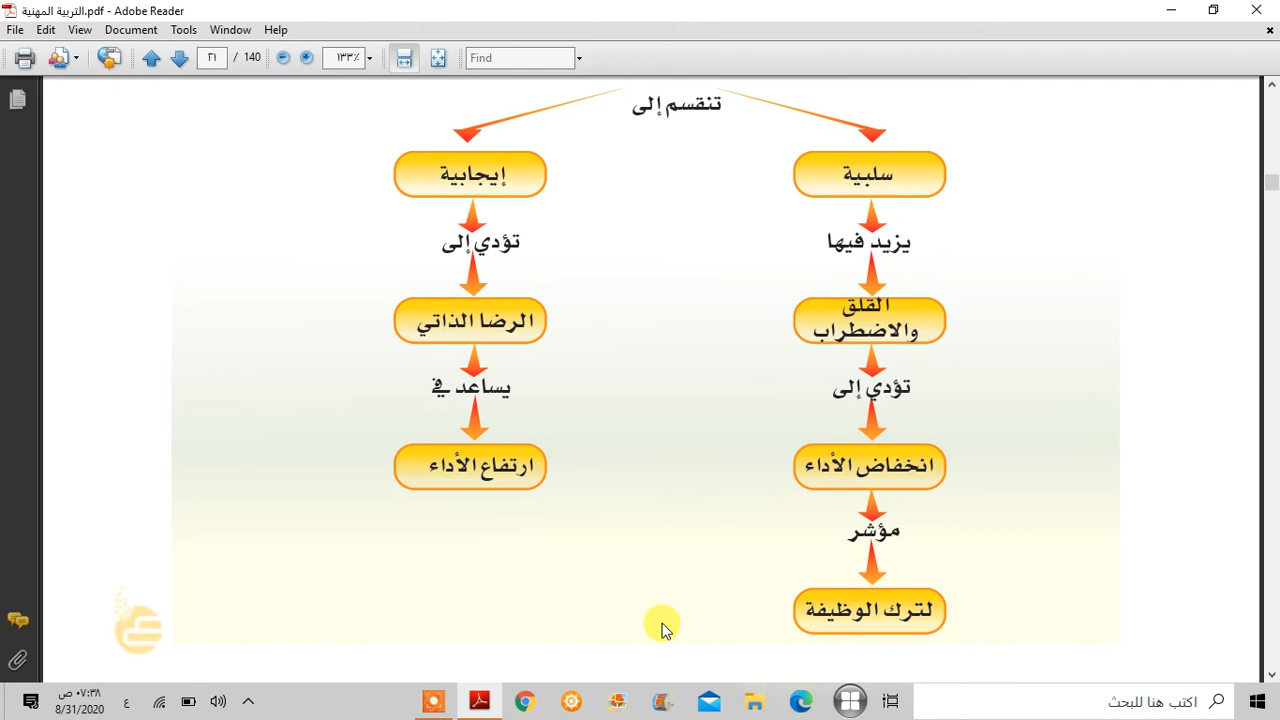 التربية المهنية.pdf - Adobe Reader
File Edit View Document Tools Window Help
٢١ / 140 ١٣٣٪ Find
تنقسم إلى
سلبية
إيجابية
يزيد فيها
تؤدي إلى
القلق
والاضطراب
الرضا الذاتي
تؤدي إلى
يساعد في
انخفاض الأداء
ارتفاع الأداء
مؤشر
لترك الوظيفة
٠٧:٣٨ ص
8/31/2020
ع
اكتب هنا للبحث